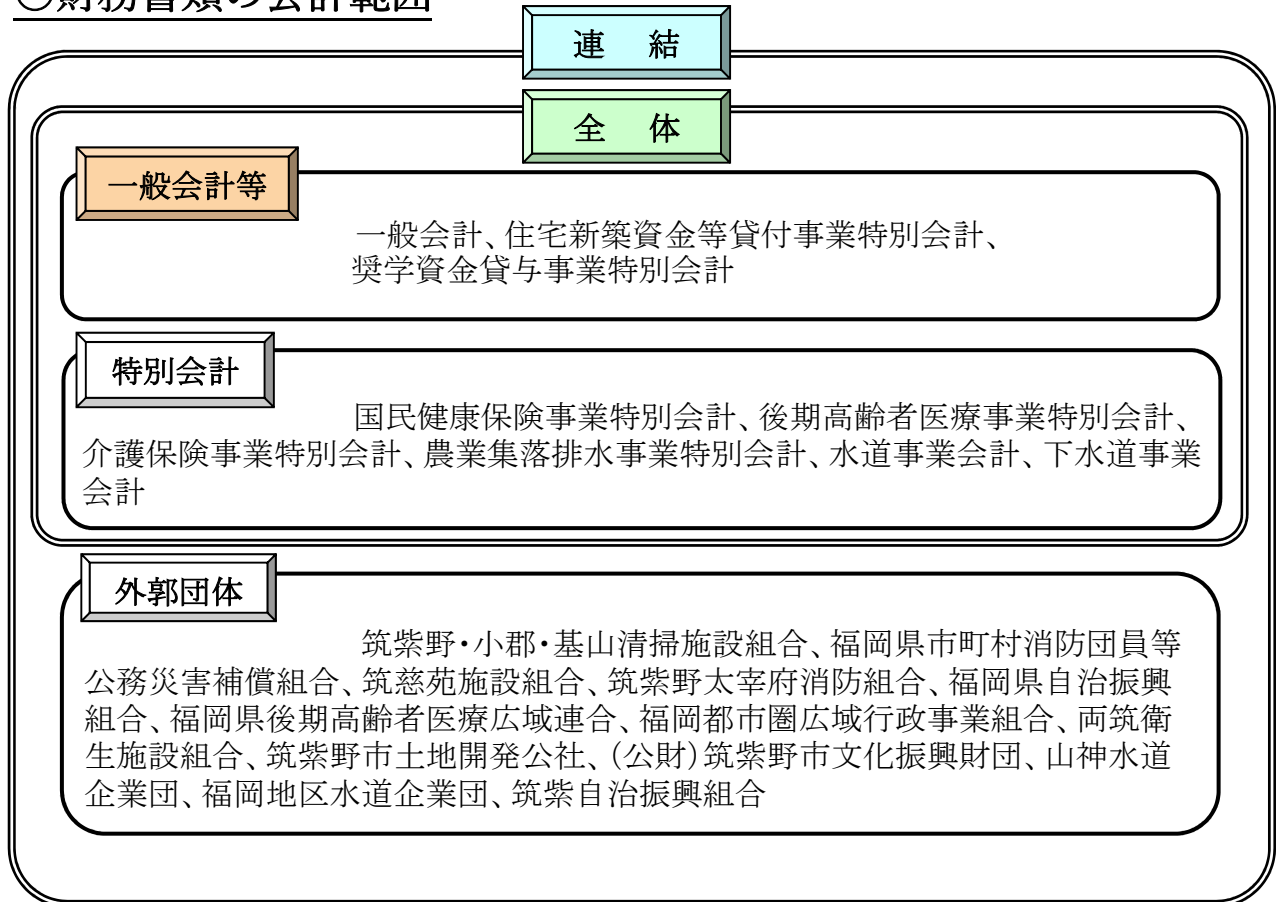 ○財務書類の会計範囲
連 結
全 体
一般会計等
一般会計、住宅新築資金等貸付事業特別会計、
奨学資金貸与事業特別会計
特別会計
国民健康保険事業特別会計、後期高齢者医療事業特別会計、
介護保険事業特別会計、農業集落排水事業特別会計、水道事業会計、下水道事業
会計
外郭団体
筑紫野・小郡・基山清掃施設組合、福岡県市町村消防団員等
公務災害補償組合、筑慈苑施設組合、筑紫野太宰府消防組合、福岡県自治振興
組合、福岡県後期高齢者医療広域連合、福岡都市圏広域行政事業組合、両筑衛
生施設組合、筑紫野市土地開発公社、(公財)筑紫野市文化振興財団、山神水道
企業団、福岡地区水道企業団、筑紫自治振興組合